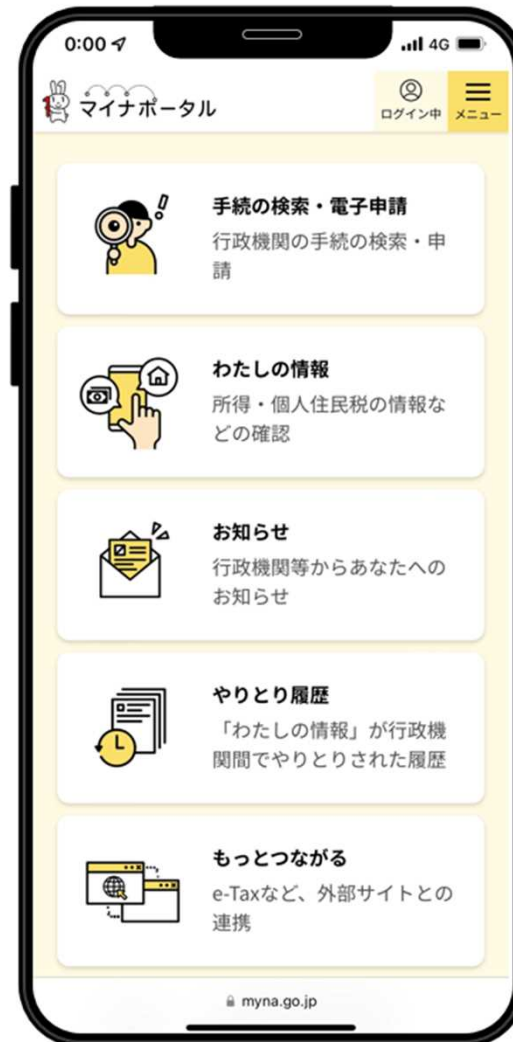 0:00
4G
マイナポータル
ログイン中
メニュー
手続の検索・電子申請
行政機関の手続の検索・申
請
わたしの情報
所得・個人住民税の情報な
どの確認
お知らせ
行政機関等からあなたへの
お知らせ
やりとり履歴
「わたしの情報」が行政機
関間でやりとりされた履歴
もっとつながる
e-Taxなど、外部サイトとの
連携
myna.go.jp